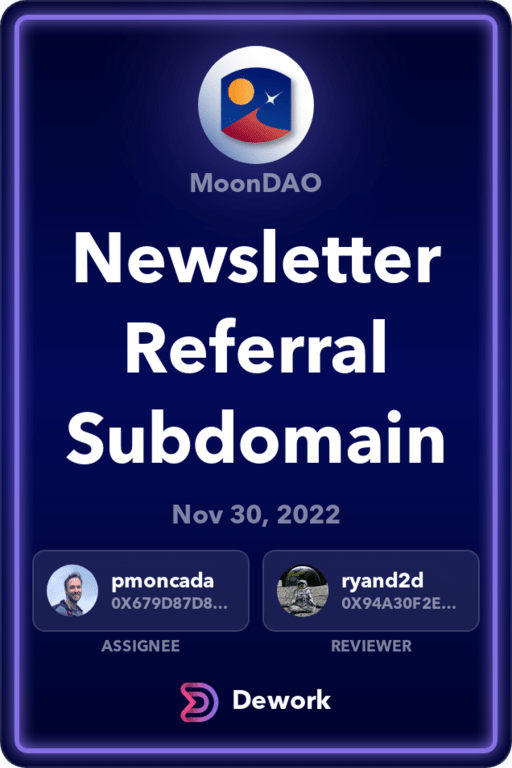 MoonDAO
Newsletter
Referral
Subdomain
Nov 30, 2022
pmoncada
0X679D87D8...
ryand2d
0X94A30F2E...
ASSIGNEE
REVIEWER
Dework